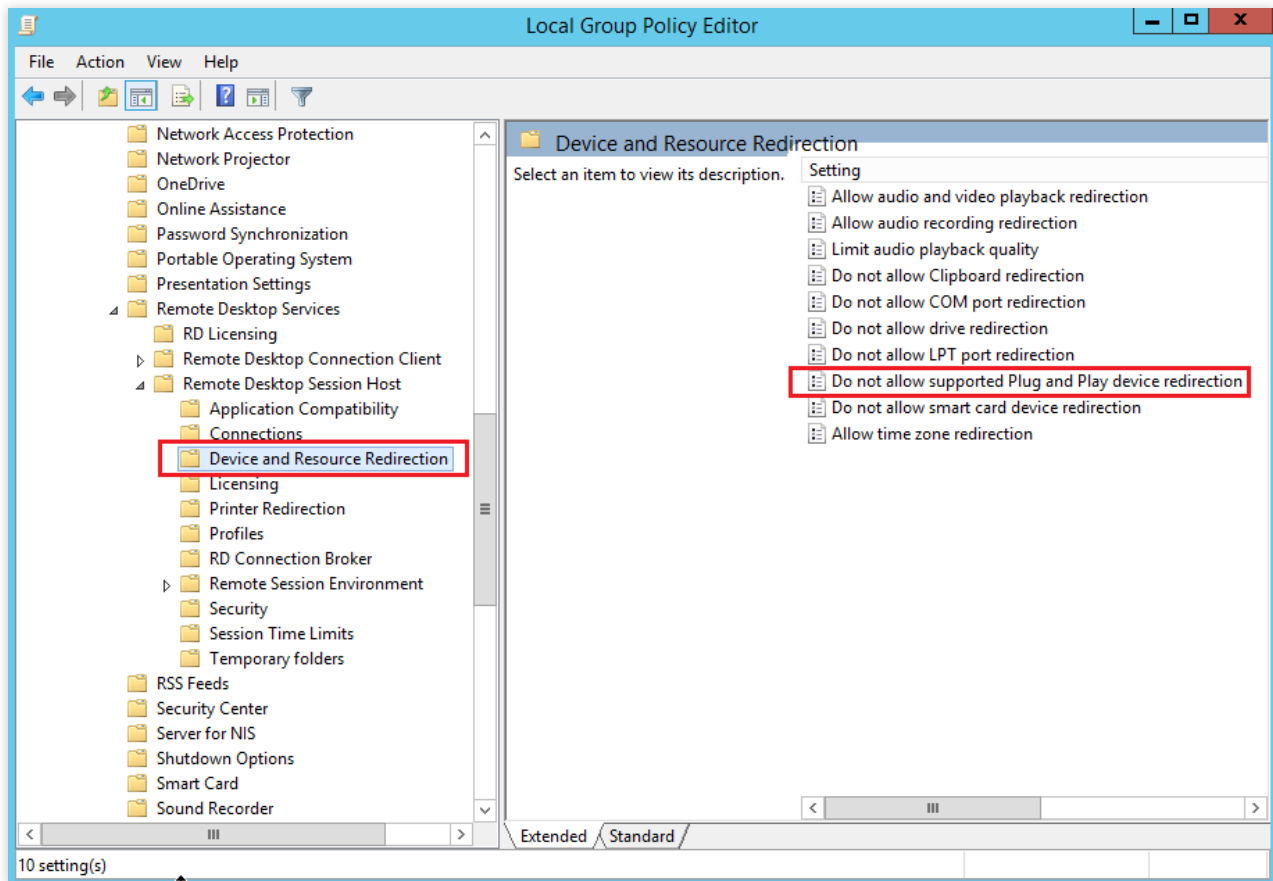 Local Group Policy Editor
File Action View Help
Network Access Protection
Network Projector
OneDrive
Online Assistance
Password Synchronization
Portable Operating System
Presentation Settings
Remote Desktop Services
RD Licensing
Remote Desktop Connection Client
Remote Desktop Session Host
Application Compatibility
Connections
Device and Resource Redirection
Licensing
Printer Redirection
Profiles
RD Connection Broker
Remote Session Environment
Security
Session Time Limits
Temporary folders
RSS Feeds
Security Center
Server for NIS
Shutdown Options
Smart Card
Sound Recorder
Device and Resource Redirection
Select an item to view its description.
Setting
Allow audio and video playback redirection
Allow audio recording redirection
Limit audio playback quality
Do not allow Clipboard redirection
Do not allow COM port redirection
Do not allow drive redirection
Do not allow LPT port redirection
Do not allow supported Plug and Play device redirection
Do not allow smart card device redirection
Allow time zone redirection
Extended Standard
10 setting(s)